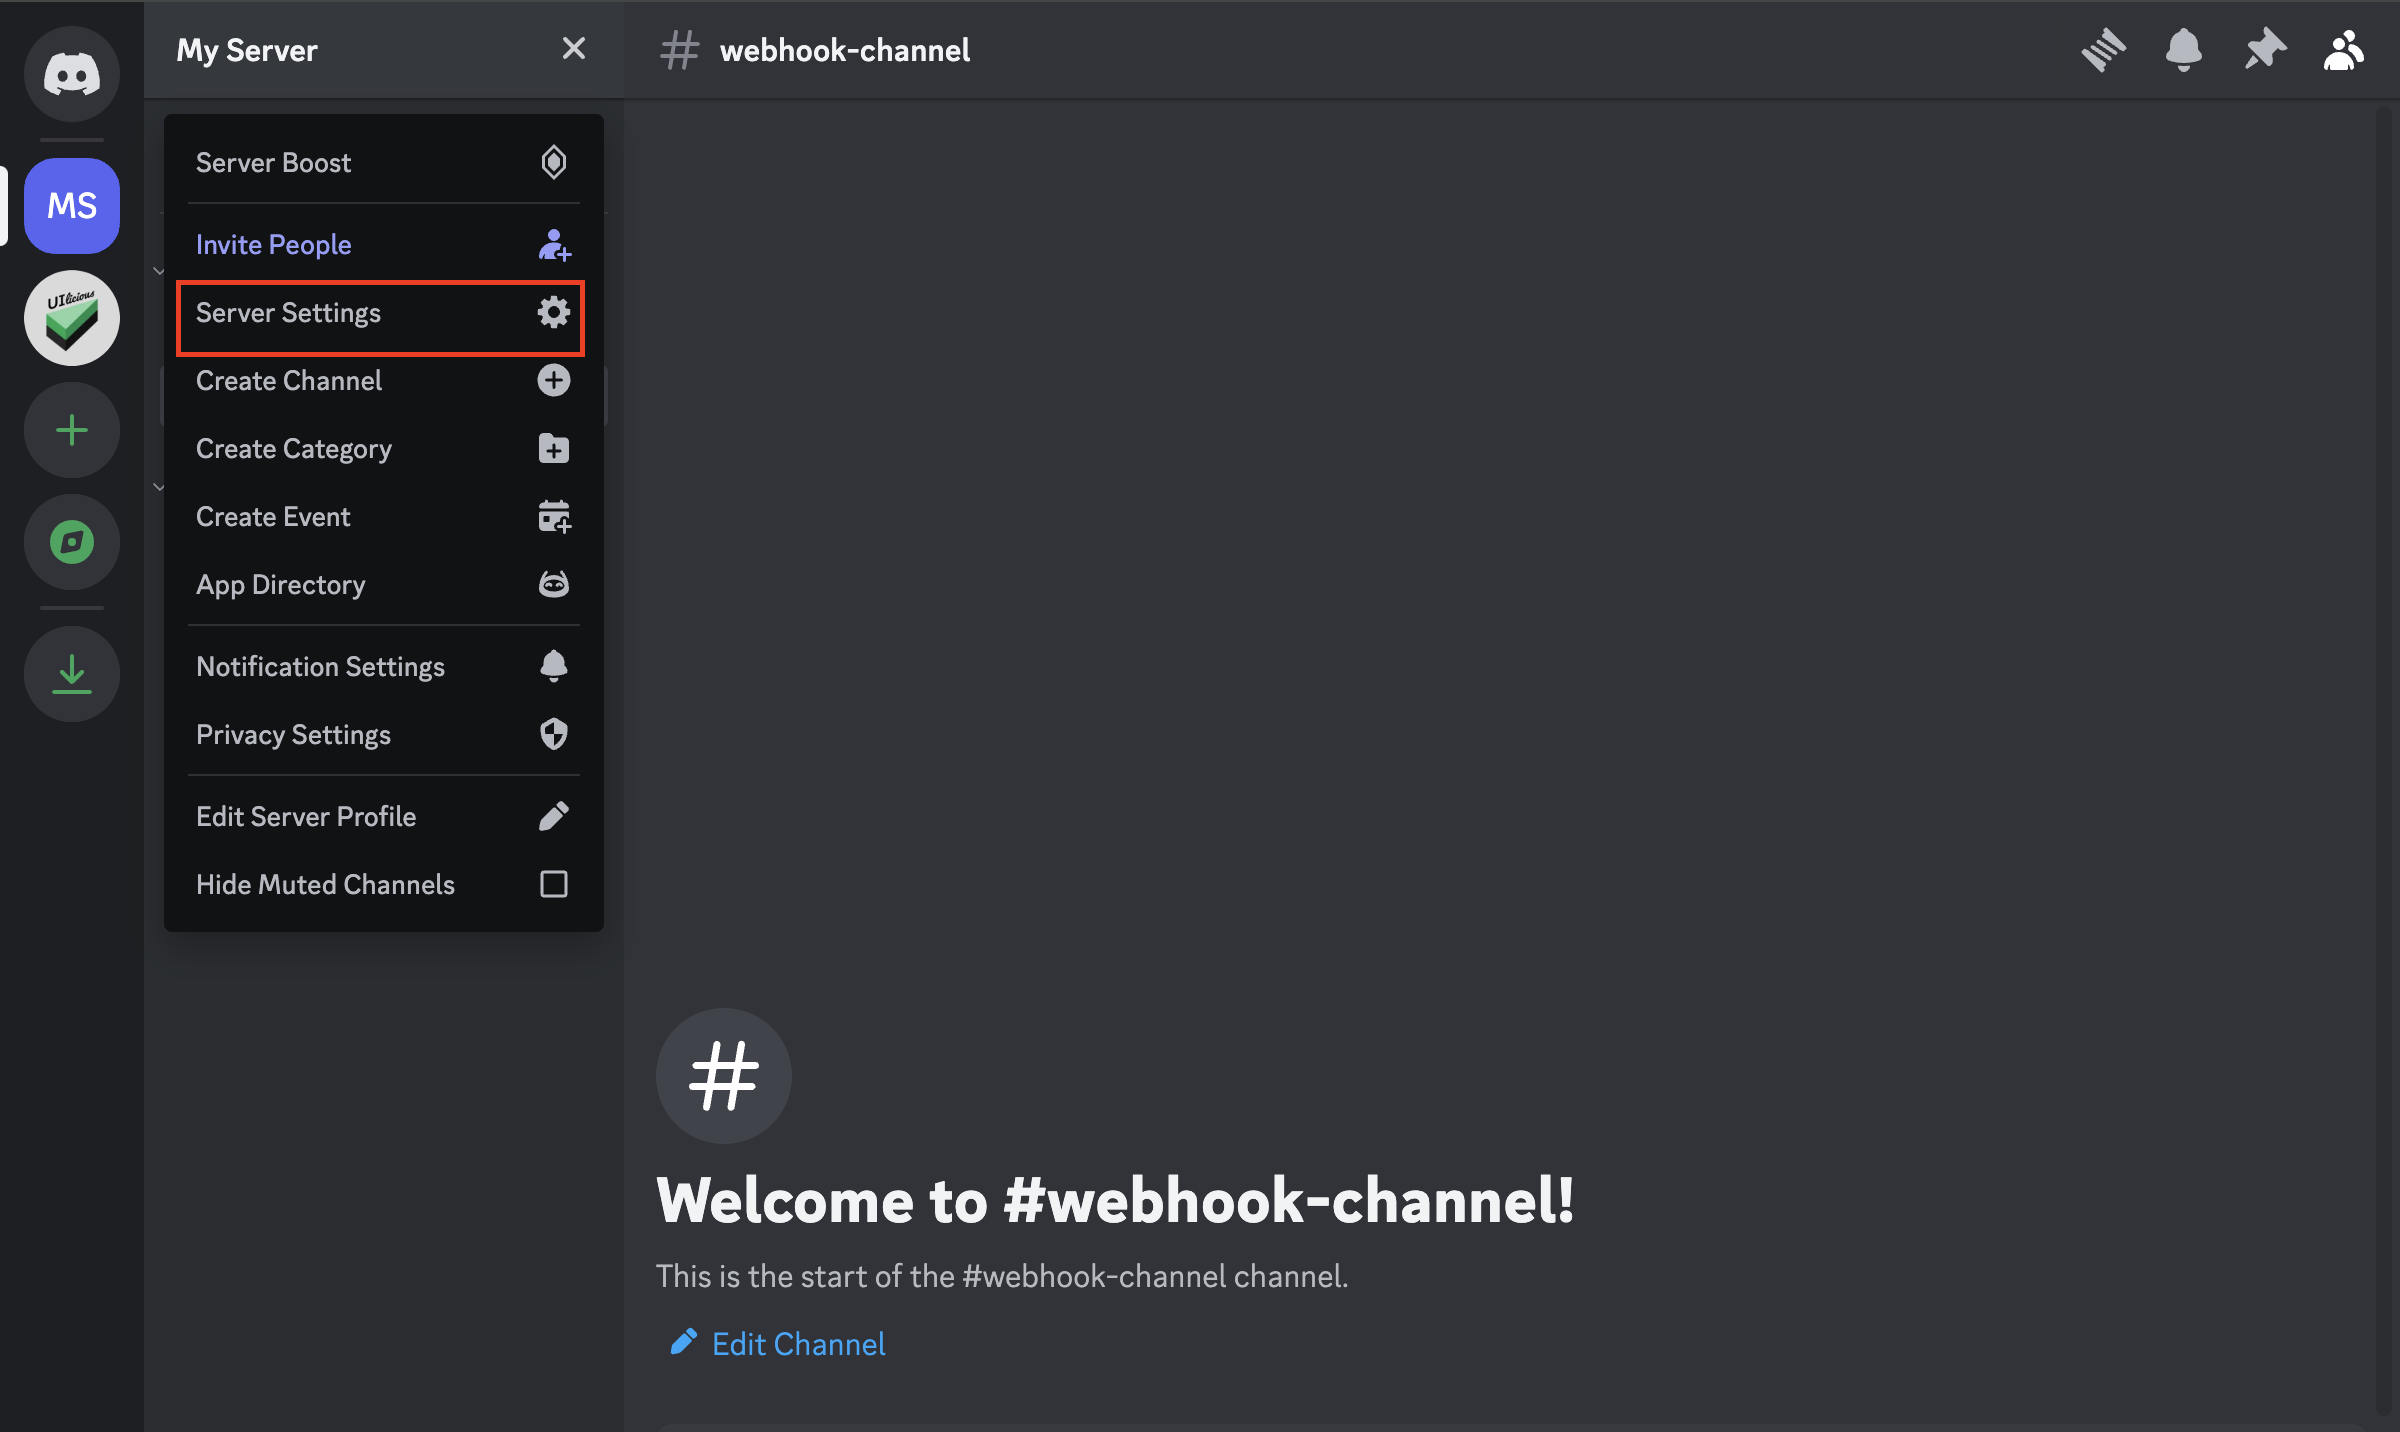 My Server
webhook-channel
MS
UIlicious
Server Boost
Invite People
Server Settings
Create Channel
Create Category
Create Event
App Directory
Notification Settings
Privacy Settings
Edit Server Profile
Hide Muted Channels
Welcome to #webhook-channel!
This is the start of the #webhook-channel channel.
Edit Channel